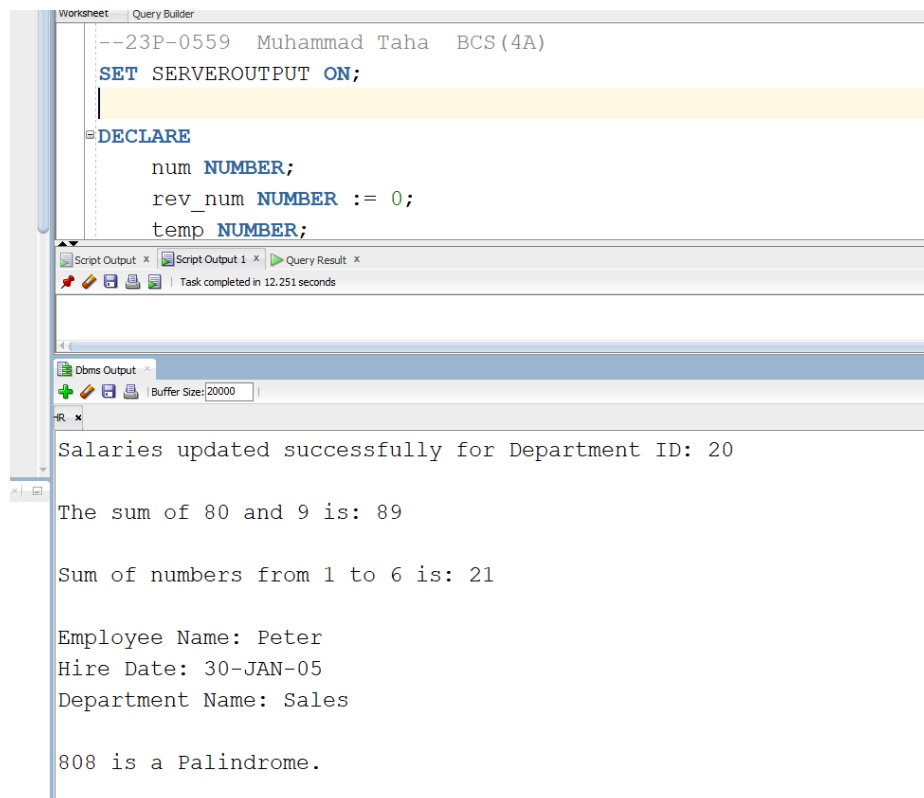 Worksheet Query Builder
--23P-0559  Muhammad Taha  BCS(4A)
SET SERVEROUTPUT ON;
DECLARE
num NUMBER;
rev_num NUMBER := 0;
temp NUMBER;
Script Output x Script Output 1 x Query Result x
Task completed in 12.251 seconds
Dbms Output x
Buffer Size: 20000
HR x
Salaries updated successfully for Department ID: 20
The sum of 80 and 9 is: 89
Sum of numbers from 1 to 6 is: 21
Employee Name: Peter
Hire Date: 30-JAN-05
Department Name: Sales
808 is a Palindrome.